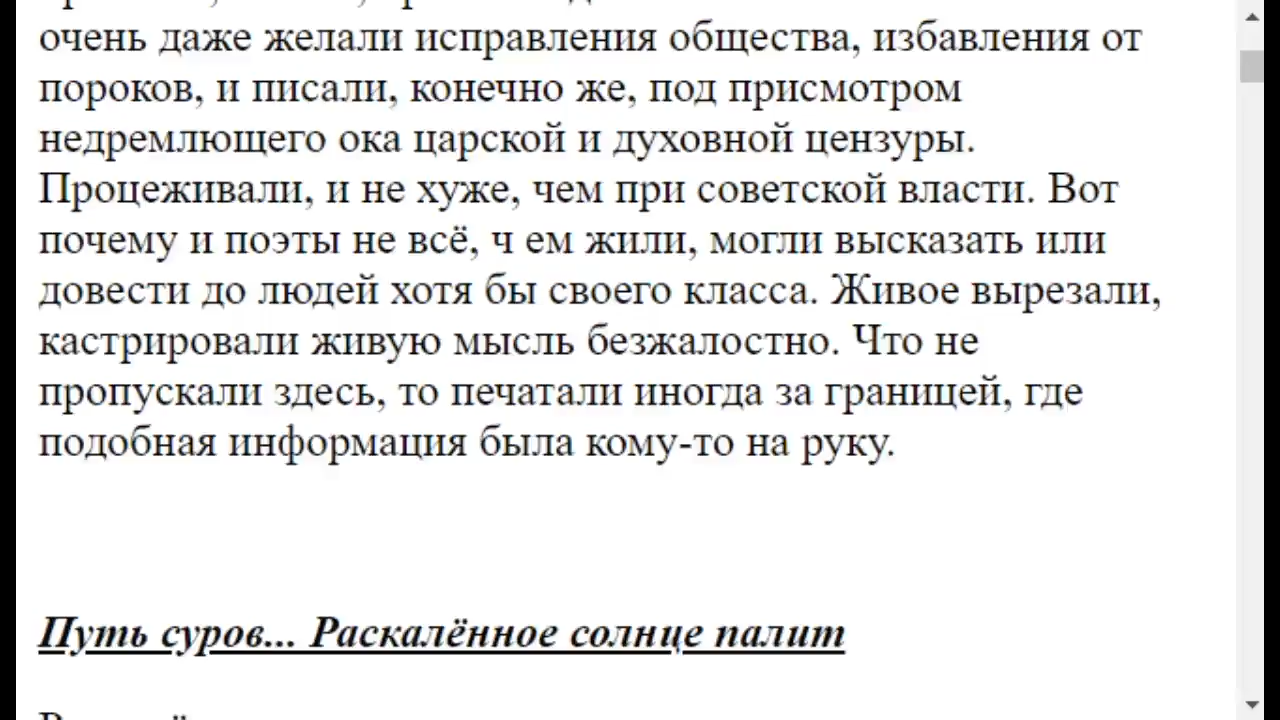 очень даже желали исправления общества, избавления от
пороков, и писали, конечно же, под присмотром
недремлющего ока царской и духовной цензуры.
Процеживали, и не хуже, чем при советской власти. Вот
почему и поэты не всё, ч ем жили, могли высказать или
довести до людей хотя бы своего класса. Живое вырезали,
кастрировали живую мысль безжалостно. Что не
пропускали здесь, то печатали иногда за границей, где
подобная информация была кому-то на руку.
Путь суров... Раскалённое солнце палит